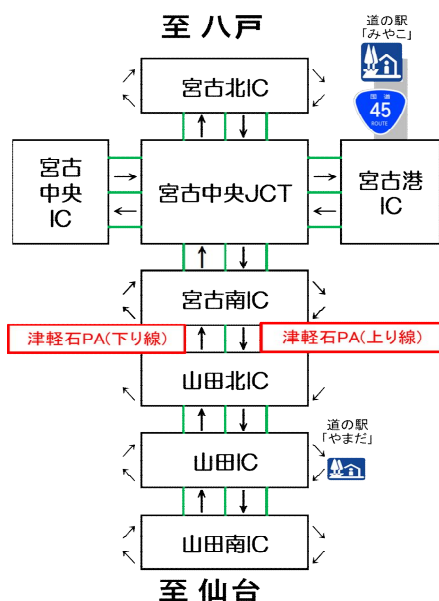 至 八戸
道の駅
「みやこ」
宮古北IC
国道
45
ROUTE
宮古
中央
IC
宮古中央JCT
宮古港
IC
宮古南IC
津軽石PA(下り線)
津軽石PA(上り線)
山田北IC
道の駅
「やまだ」
山田IC
山田南IC
至 仙台